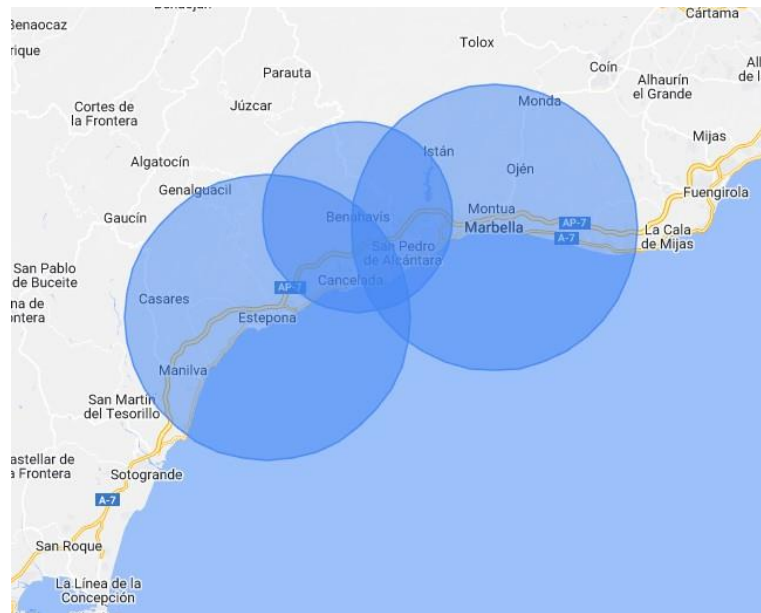 Benaocaz
Cártama
Tolox
Coín
Parauta
Alhaurín
el Grande
Júzcar
Monda
Cortes de
la Frontera
Mijas
Istán
Algatocín
Ojén
Genalguacil
Fuengirola
Benahavís
Montua
Gaucín
AP-7
Marbella
La Cala
de Mijas
A-7
San Pedro
de Alcántara
San Pablo
de Buceite
Cancelada
AP-7
Casares
Estepona
Manilva
San Martín
del Tesorillo
Sotogrande
A-7
San Roque
La Línea de la
Concepción